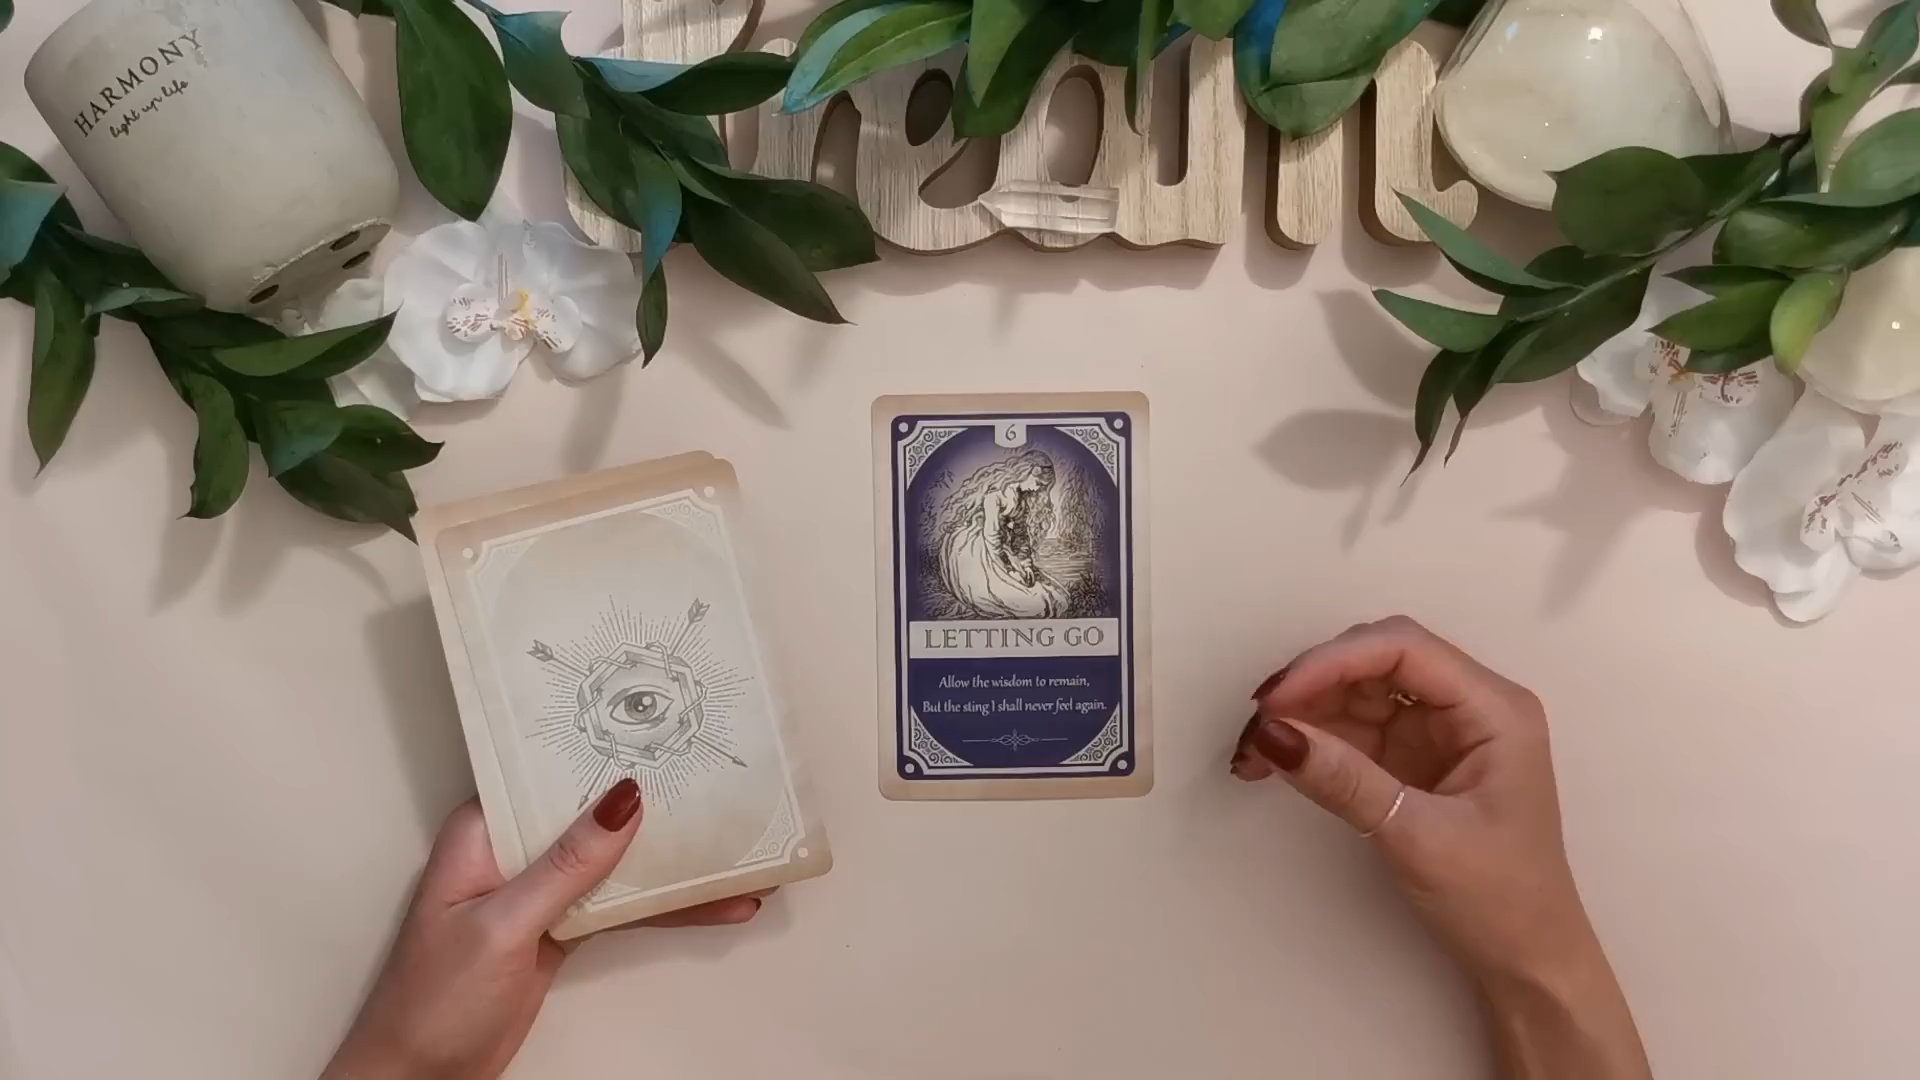 HARMONY
light up life
6
LETTING GO
Allow the wisdom to remain,
But the sting I shall never feel again.